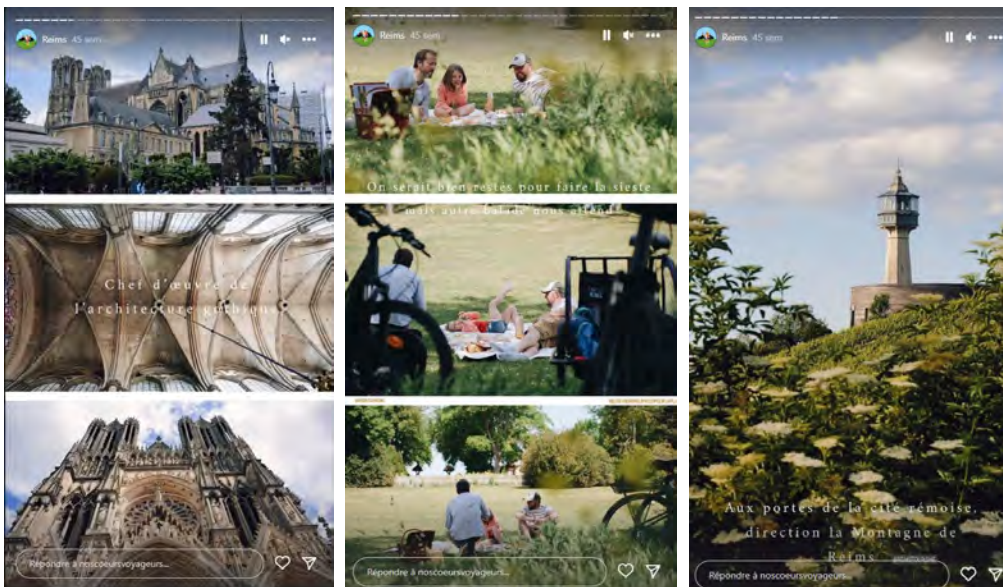 Reims 45 sem...
Chef d'œuvre de
l'architecture gothique
Répondre à noscoeursvoyageurs...
Reims 45 sem
On serait bien restés pour faire la sieste
mais autre balade nous attend
Répondre à noscoeursvoyageurs...
Reims 45 sem
Aux portes de la cité rémoise,
direction la Montagne de
Reims
Répondre à noscoeursvoyageurs...